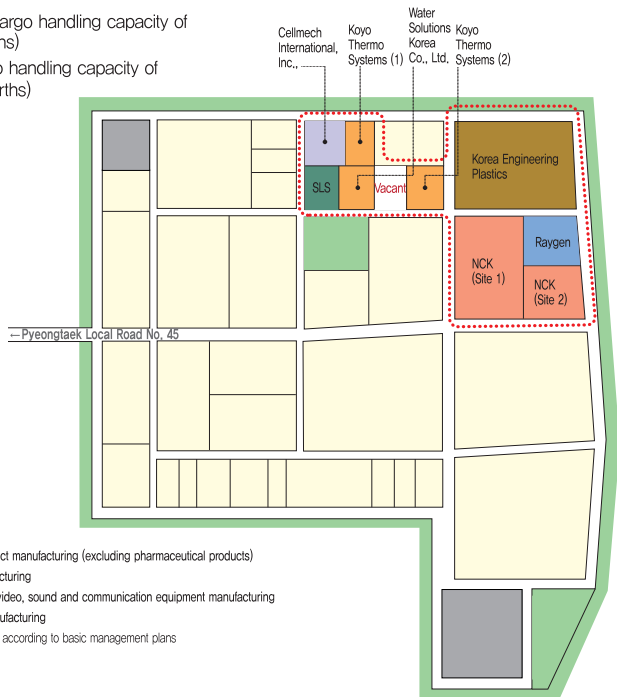 argo handling capacity of
ns)
o handling capacity of
rths)
Cellmech
International,
Inc.,
Koyo
Thermo
Systems (1)
Water
Solutions
Korea
Co., Ltd.
Koyo
Thermo
Systems (2)
SLS
Vacant
Korea Engineering
Plastics
NCK
(Site 1)
Raygen
NCK
(Site 2)
←Pyeongtaek Local Road No. 45
ct manufacturing (excluding pharmaceutical products)
cturing
video, sound and communication equipment manufacturing
ufacturing
according to basic management plans